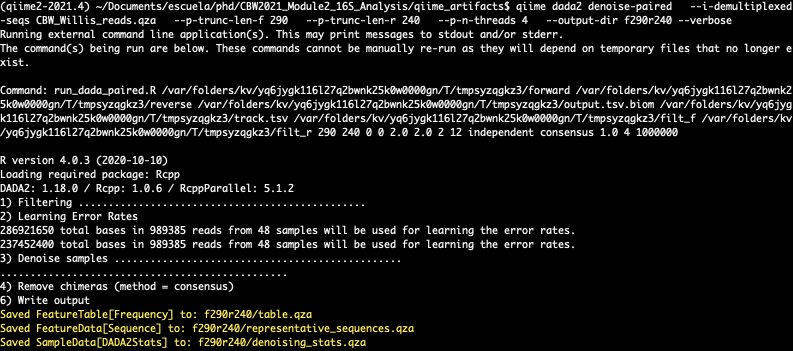 (qiime2-2021.4) ~/Documents/escuela/phd/CBW2021_Module2_16S_Analysis/qiime_artifacts> qiime dada2 denoise-paired   --i-demultiplexed
-seqs CBW_Willis_reads.qza   --p-trunc-len-f 290   --p-trunc-len-r 240   --p-n-threads 4   --output-dir f290r240 --verbose
Running external command line application(s). This may print messages to stdout and/or stderr.
The command(s) being run are below. These commands cannot be manually re-run as they will depend on temporary files that no longer e
xist.
Command: run_dada_paired.R /var/folders/kv/yq6jygk116l27q2bwnk25k0w0000gn/T/tmpsyzqgkz3/forward /var/folders/kv/yq6jygk116l27q2bwnk2
5k0w0000gn/T/tmpsyzqgkz3/reverse /var/folders/kv/yq6jygk116l27q2bwnk25k0w0000gn/T/tmpsyzqgkz3/output.tsv.biom /var/folders/kv/yq6jyg
k116l27q2bwnk25k0w0000gn/T/tmpsyzqgkz3/track.tsv /var/folders/kv/yq6jygk116l27q2bwnk25k0w0000gn/T/tmpsyzqgkz3/filt_f /var/folders/kv
/yq6jygk116l27q2bwnk25k0w0000gn/T/tmpsyzqgkz3/filt_r 290 240 0 0 2.0 2.0 2 12 independent consensus 1.0 4 1000000
R version 4.0.3 (2020-10-10)
Loading required package: Rcpp
DADA2: 1.18.0 / Rcpp: 1.0.6 / RcppParallel: 5.1.2
1) Filtering ................................................
2) Learning Error Rates
286921650 total bases in 989385 reads from 48 samples will be used for learning the error rates.
237452400 total bases in 989385 reads from 48 samples will be used for learning the error rates.
3) Denoise samples ................................................
................................................
4) Remove chimeras (method = consensus)
6) Write output
Saved FeatureTable[Frequency] to: f290r240/table.qza
Saved FeatureData[Sequence] to: f290r240/representative_sequences.qza
Saved SampleData[DADA2Stats] to: f290r240/denoising_stats.qza